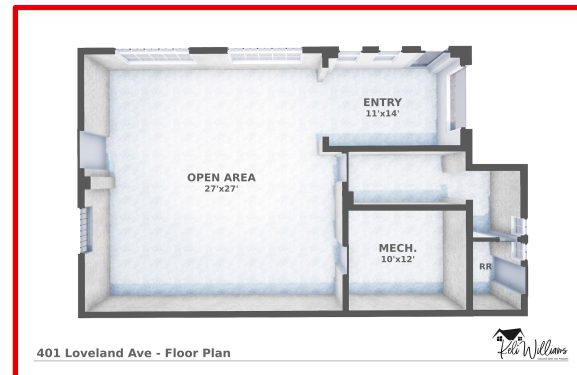 ENTRY
11'x14'
OPEN AREA
27'x27'
MECH.
10'x12'
RR
401 Loveland Ave - Floor Plan
Keli Williams